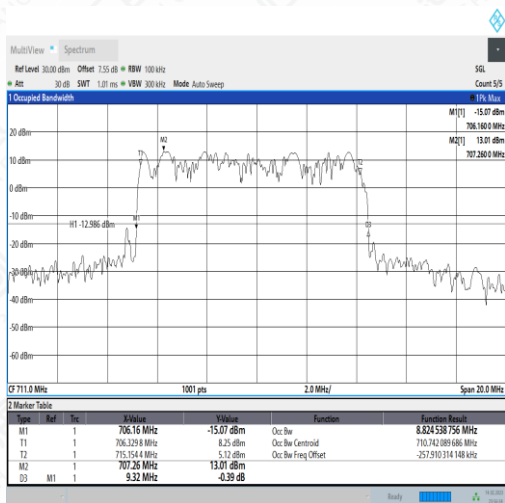 MultiView Spectrum
Ref Level 30.00 dBm Offset 7.55 dB RBW 100 kHz SGL
Att 30 dB SWT 1.01 ms VBW 300 kHz Mode Auto Sweep Count 5/5
1 Occupied Bandwidth 1Pk Max
M1[1] -15.07 dBm
706.160 0 MHz
M2[1] 13.01 dBm
707.260 0 MHz
20 dBm
M2
T1
10 dBm
0 dBm
-10 dBm
M1
H1 -12.986 dBm
D3
-20 dBm
-30 dBm
-40 dBm
-50 dBm
-60 dBm
CF 711.0 MHz 1001 pts 2.0 MHz/ Span 20.0 MHz
2 Marker Table
Type Ref Trc X-Value Y-Value Function Function Result
M1 1 706.16 MHz -15.07 dBm Occ Bw 8.824 538 756 MHz
T1 1 706.329 8 MHz 8.25 dBm Occ Bw Centroid 710.742 089 686 MHz
T2 1 715.154 4 MHz 5.12 dBm Occ Bw Freq Offset -257.910 314 148 kHz
M2 1 707.26 MHz 13.01 dBm
D3 M1 1 9.32 MHz -0.39 dB
Ready